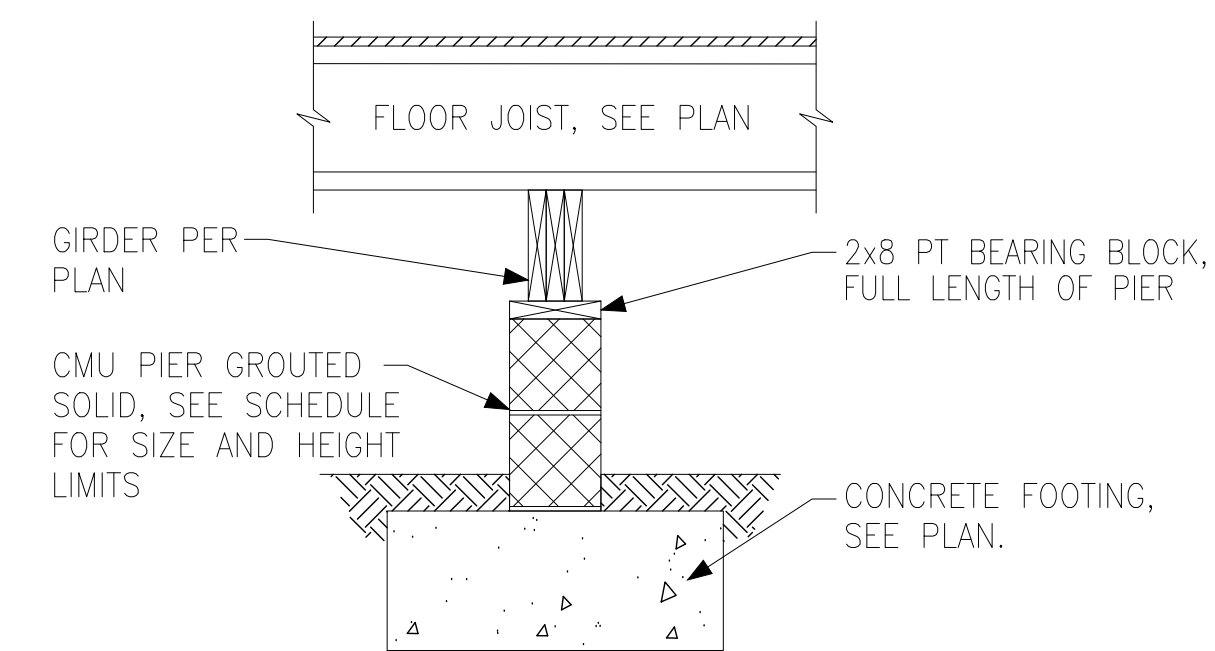 FLOOR JOIST, SEE PLAN
GIRDER PER
PLAN
2x8 PT BEARING BLOCK,
FULL LENGTH OF PIER
CMU PIER GROUTED
SOLID, SEE SCHEDULE
FOR SIZE AND HEIGHT
LIMITS
CONCRETE FOOTING,
SEE PLAN.